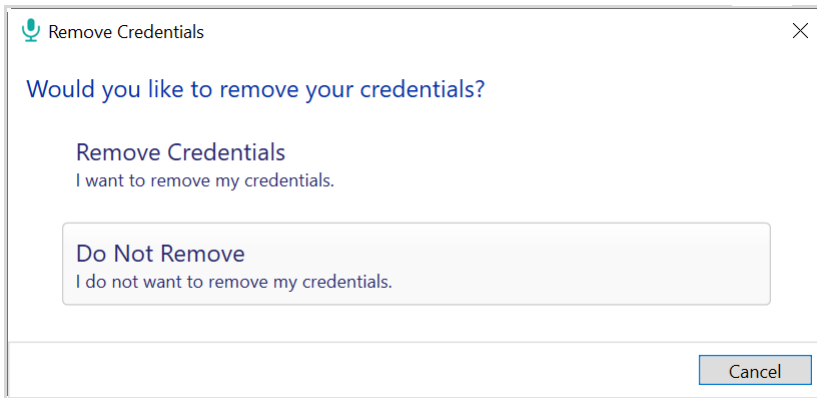 Remove Credentials
Would you like to remove your credentials?
Remove Credentials
I want to remove my credentials.
Do Not Remove
I do not want to remove my credentials.
Cancel